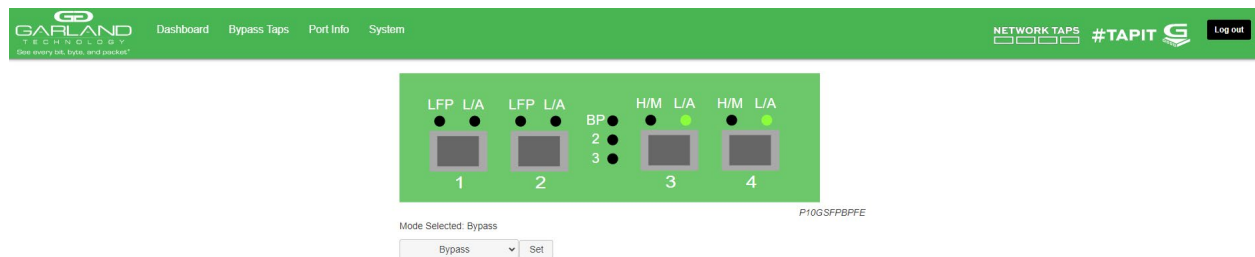 GARLAND
TECHNOLOGY
See every bit, byte, and packet®
Dashboard Bypass Taps Port Info System
NETWORK TAPS
#TAPIT
Log out
LFP L/A LFP L/A H/M L/A H/M L/A
BP
2
3
1 2 3 4
P10GSFPBPFE
Mode Selected: Bypass
Bypass Set